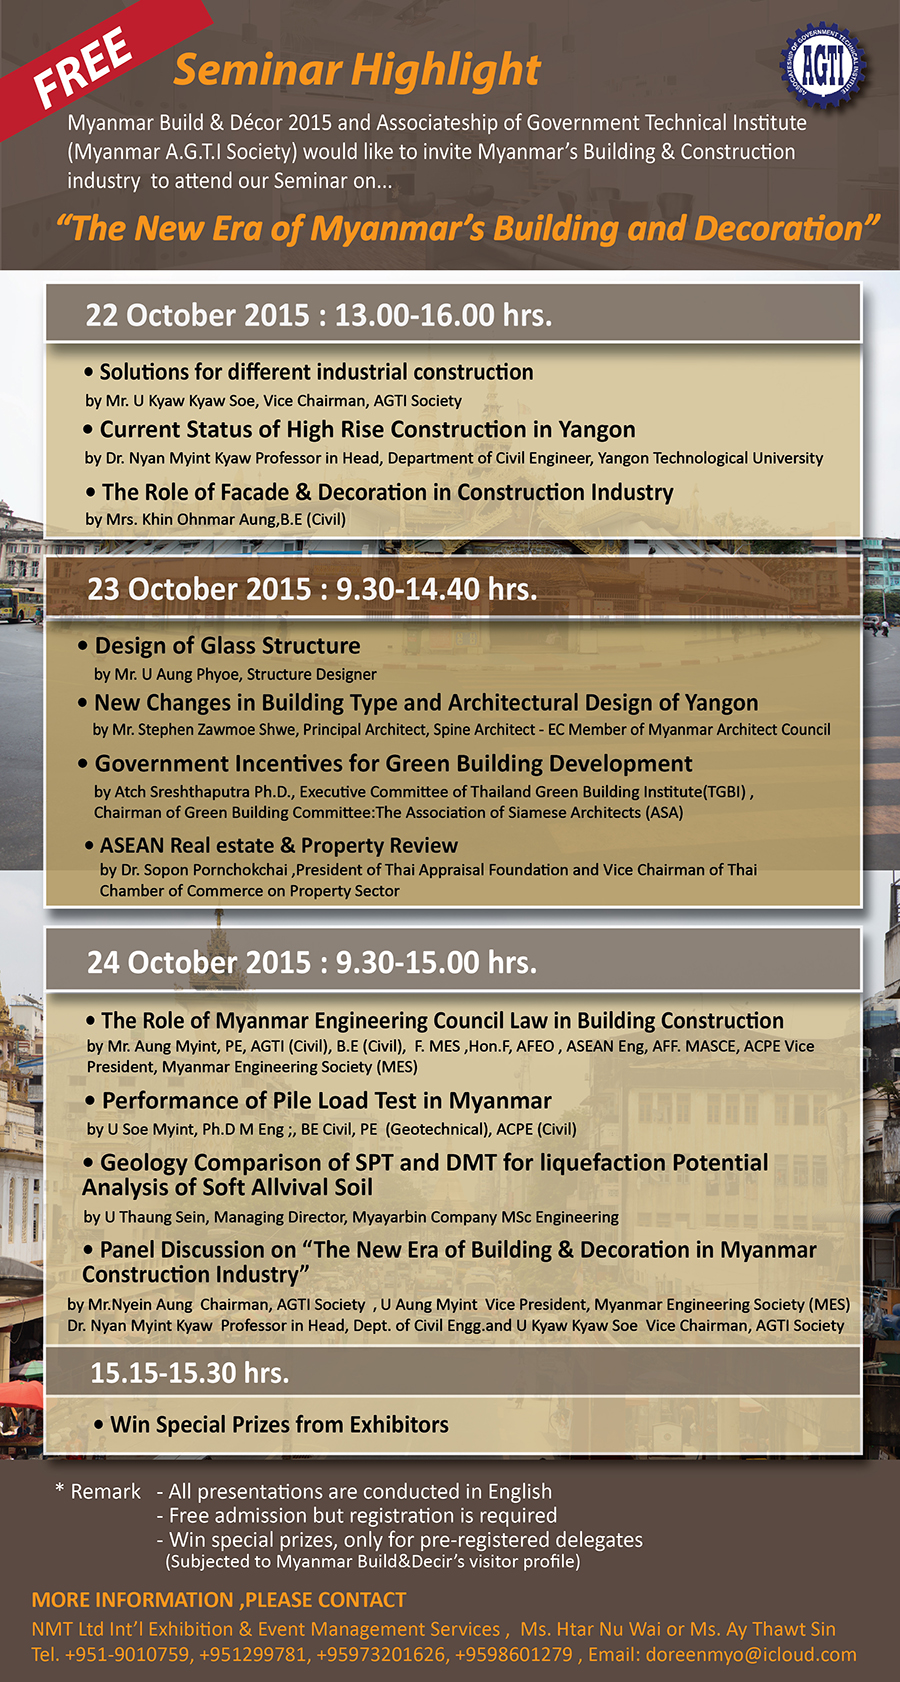 FREE
Seminar Highlight
ASSOCIATESHIP OF GOVERNMENT TECHNICAL INSTITUTE
AGTI
Myanmar Build & Décor 2015 and Associateship of Government Technical Institute
(Myanmar A.G.T.I Society) would like to invite Myanmar's Building & Construction
industry to attend our Seminar on...
“The New Era of Myanmar's Building and Decoration”
22 October 2015 : 13.00-16.00 hrs.
• Solutions for different industrial construction
by Mr. U Kyaw Kyaw Soe, Vice Chairman, AGTI Society
• Current Status of High Rise Construction in Yangon
by Dr. Nyan Myint Kyaw Professor in Head, Department of Civil Engineer, Yangon Technological University
• The Role of Facade & Decoration in Construction Industry
by Mrs. Khin Ohnmar Aung,B.E (Civil)
23 October 2015 : 9.30-14.40 hrs.
• Design of Glass Structure
by Mr. U Aung Phyoe, Structure Designer
• New Changes in Building Type and Architectural Design of Yangon
by Mr. Stephen Zawmoe Shwe, Principal Architect, Spine Architect - EC Member of Myanmar Architect Council
• Government Incentives for Green Building Development
by Atch Sreshthaputra Ph.D., Executive Committee of Thailand Green Building Institute(TGBI) ,
Chairman of Green Building Committee:The Association of Siamese Architects (ASA)
• ASEAN Real estate & Property Review
by Dr. Sopon Pornchokchai ,President of Thai Appraisal Foundation and Vice Chairman of Thai
Chamber of Commerce on Property Sector
24 October 2015 : 9.30-15.00 hrs.
• The Role of Myanmar Engineering Council Law in Building Construction
by Mr. Aung Myint, PE, AGTI (Civil), B.E (Civil), F. MES ,Hon.F, AFEO , ASEAN Eng, AFF. MASCE, ACPE Vice
President, Myanmar Engineering Society (MES)
• Performance of Pile Load Test in Myanmar
by U Soe Myint, Ph.D M Eng ;, BE Civil, PE (Geotechnical), ACPE (Civil)
• Geology Comparison of SPT and DMT for liquefaction Potential
Analysis of Soft Allvival Soil
by U Thaung Sein, Managing Director, Myayarbin Company MSc Engineering
• Panel Discussion on “The New Era of Building & Decoration in Myanmar
Construction Industry”
by Mr.Nyein Aung Chairman, AGTI Society , U Aung Myint Vice President, Myanmar Engineering Society (MES)
Dr. Nyan Myint Kyaw Professor in Head, Dept. of Civil Engg.and U Kyaw Kyaw Soe Vice Chairman, AGTI Society
15.15-15.30 hrs.
• Win Special Prizes from Exhibitors
* Remark - All presentations are conducted in English
- Free admission but registration is required
- Win special prizes, only for pre-registered delegates
(Subjected to Myanmar Build&Decir's visitor profile)
MORE INFORMATION ,PLEASE CONTACT
NMT Ltd Int'l Exhibition & Event Management Services , Ms. Htar Nu Wai or Ms. Ay Thawt Sin
Tel. +951-9010759, +951299781, +95973201626, +9598601279 , Email: doreenmyo@icloud.com